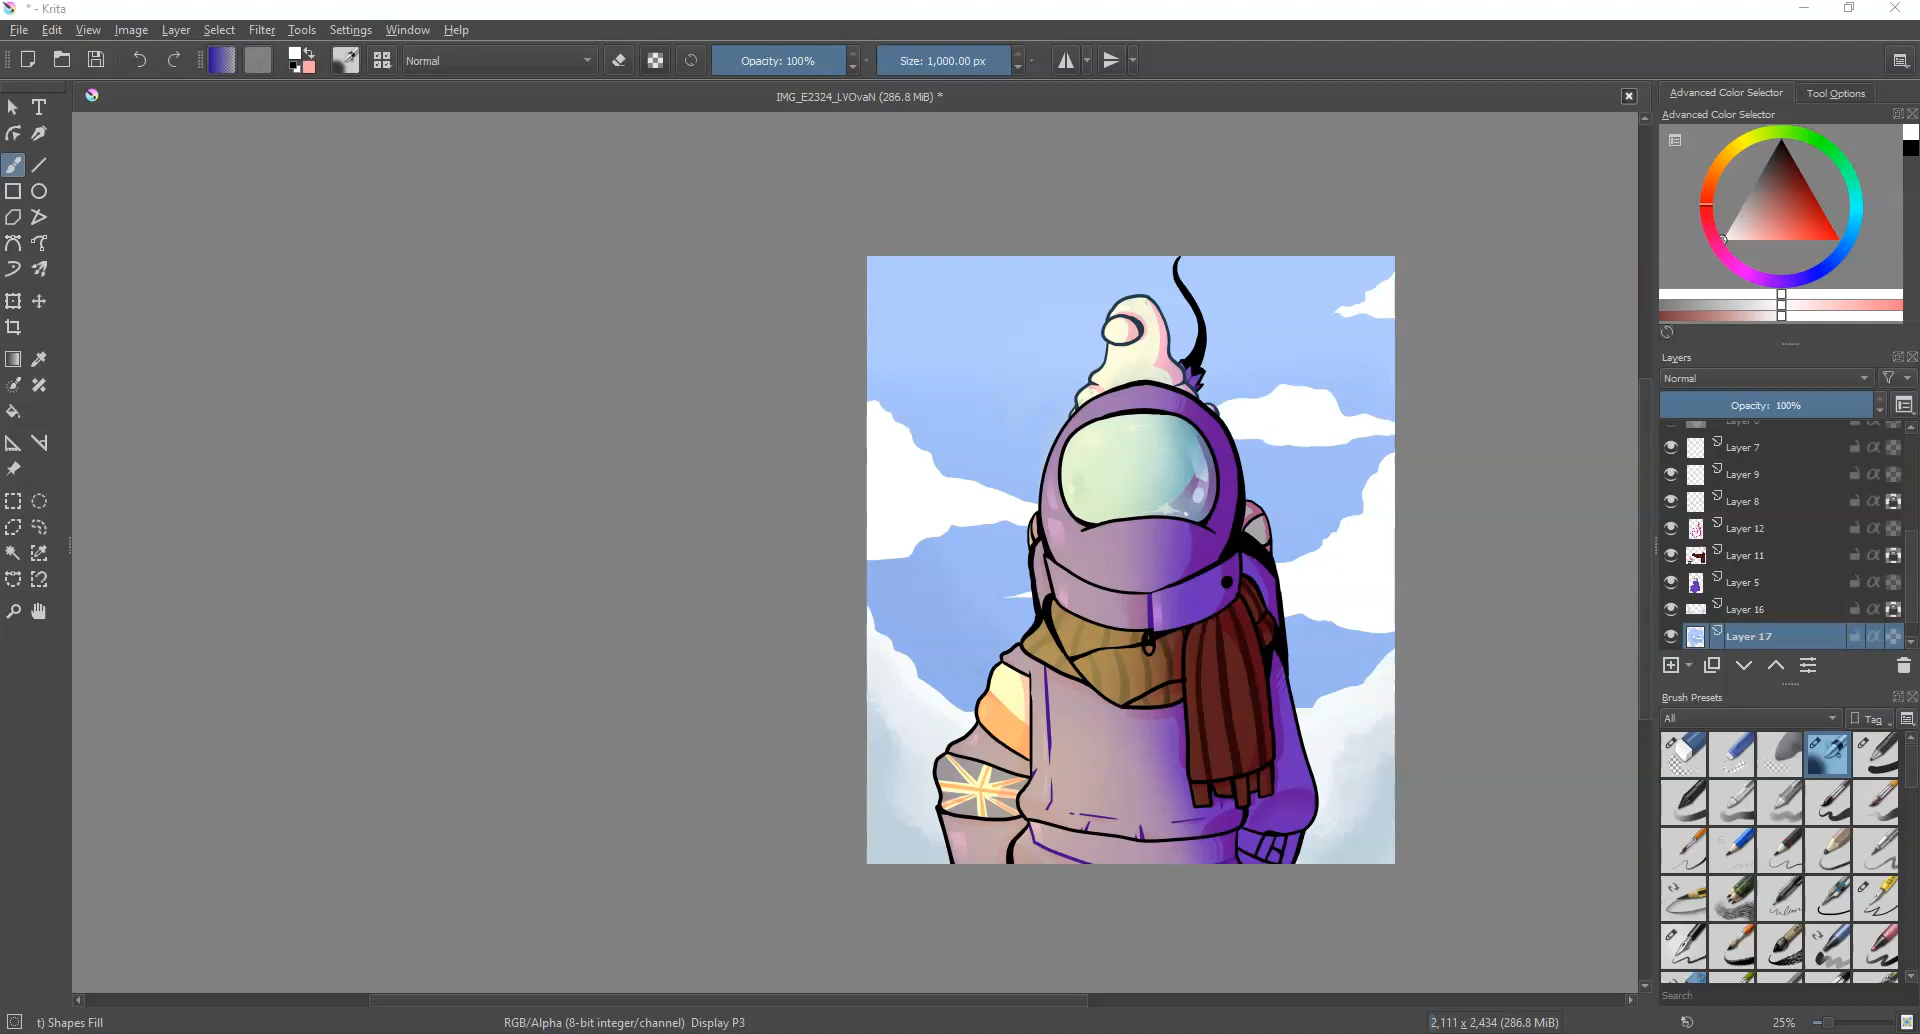 * - Krita
File Edit View Image Layer Select Filter Tools Settings Window Help
Normal
Opacity: 100%
Size: 1,000.00 px
IMG_E2324_LVOvaN (286.8 MiB) *
Advanced Color Selector
Tool Options
Advanced Color Selector
Layers
Normal
Opacity: 100%
Layer 7
Layer 9
Layer 8
Layer 12
Layer 11
Layer 5
Layer 16
Layer 17
Brush Presets
All
Tag
Search
t) Shapes Fill
RGB/Alpha (8-bit integer/channel) Display P3
2,111 x 2,434 (286.8 MiB)
25%